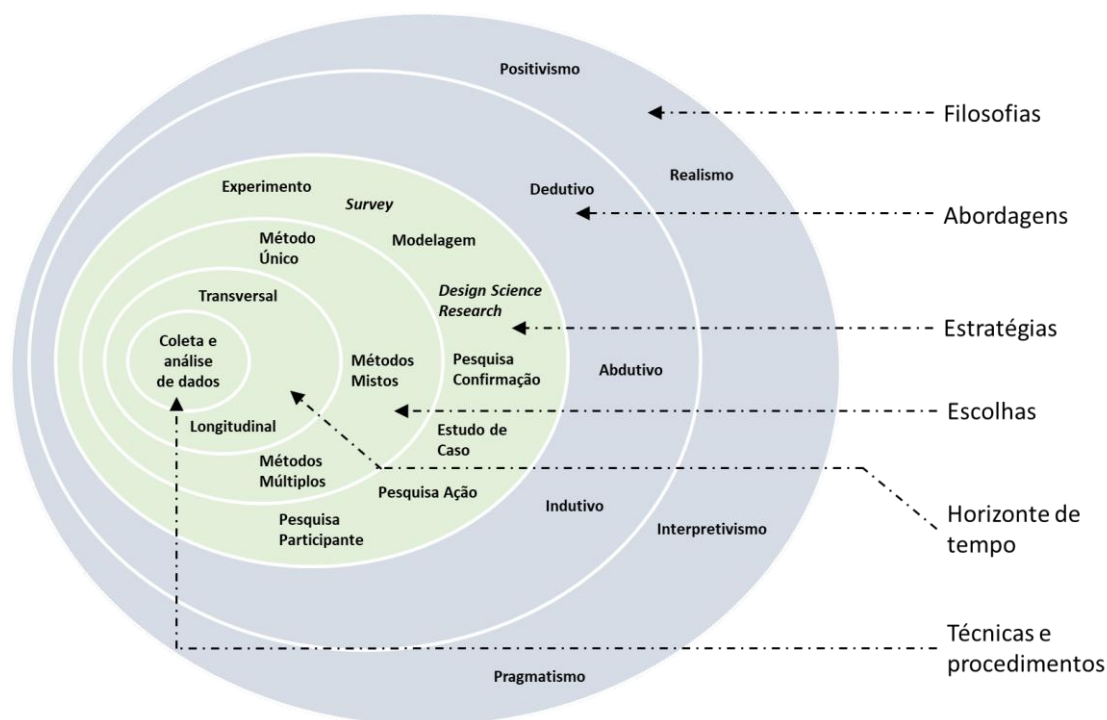 Positivismo
Filosofias
Realismo
Experimento
Dedutivo
Survey
Abordagens
Método
Único
Modelagem
Transversal
Design Science
Research
Estratégias
Coleta e
análise
de dados
Métodos
Mistos
Pesquisa
Confirmação
Abdutivo
Escolhas
Longitudinal
Estudo de
Caso
Métodos
Múltiplos
Pesquisa Ação
Indutivo
Interpretivismo
Horizonte de
tempo
Pesquisa
Participante
Técnicas e
procedimentos
Pragmatismo